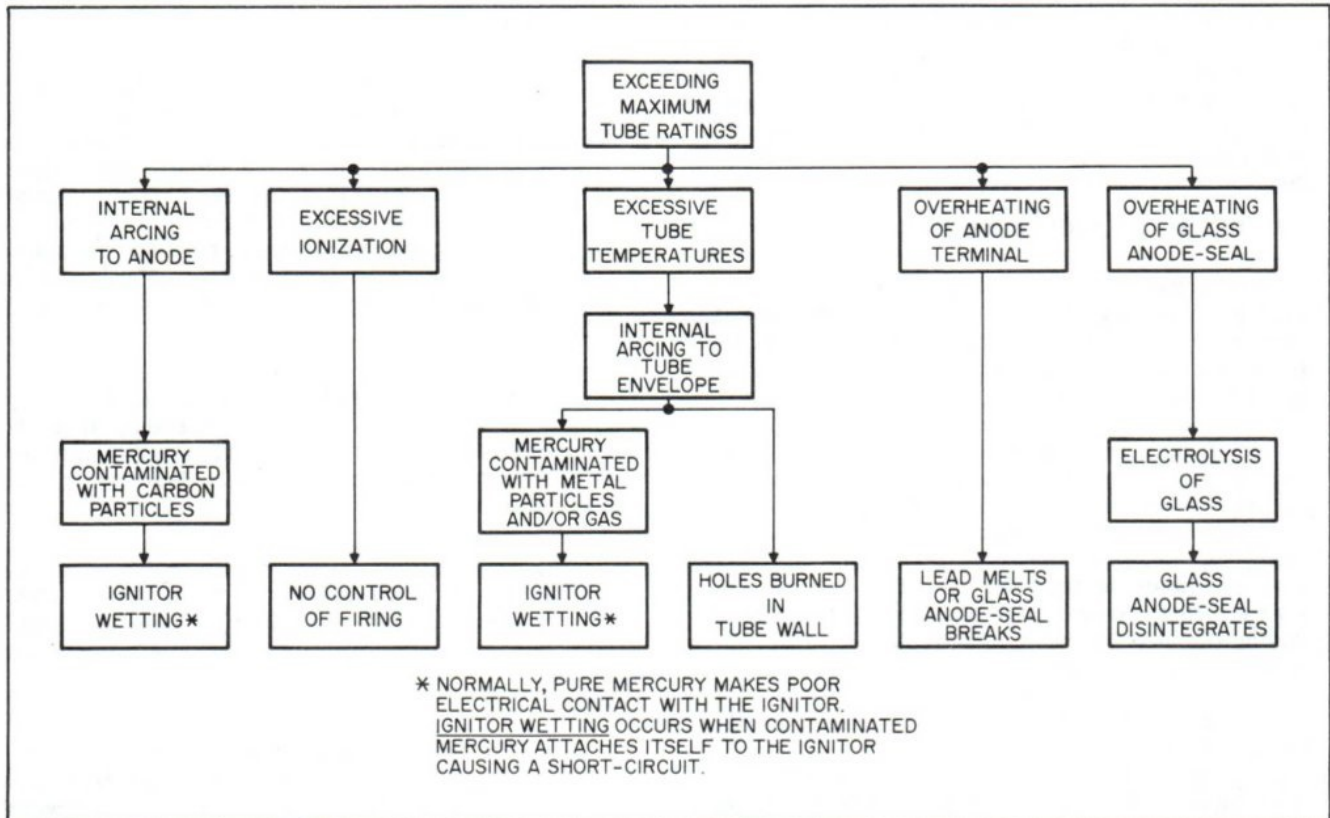 EXCEEDING
MAXIMUM
TUBE RATINGS
INTERNAL
ARCING
TO ANODE
EXCESSIVE
IONIZATION
EXCESSIVE
TUBE
TEMPERATURES
OVERHEATING
OF ANODE
TERMINAL
OVERHEATING
OF GLASS
ANODE-SEAL
INTERNAL
ARCING TO
TUBE
ENVELOPE
MERCURY
CONTAMINATED
WITH CARBON
PARTICLES
MERCURY
CONTAMINATED
WITH METAL
PARTICLES
AND/OR GAS
ELECTROLYSIS
OF
GLASS
IGNITOR
WETTING*
NO CONTROL
OF FIRING
IGNITOR
WETTING*
HOLES BURNED
IN
TUBE WALL
LEAD MELTS
OR GLASS
ANODE-SEAL
BREAKS
GLASS
ANODE-SEAL
DISINTEGRATES
* NORMALLY, PURE MERCURY MAKES POOR
ELECTRICAL CONTACT WITH THE IGNITOR.
IGNITOR WETTING OCCURS WHEN CONTAMINATED
MERCURY ATTACHES ITSELF TO THE IGNITOR
CAUSING A SHORT-CIRCUIT.